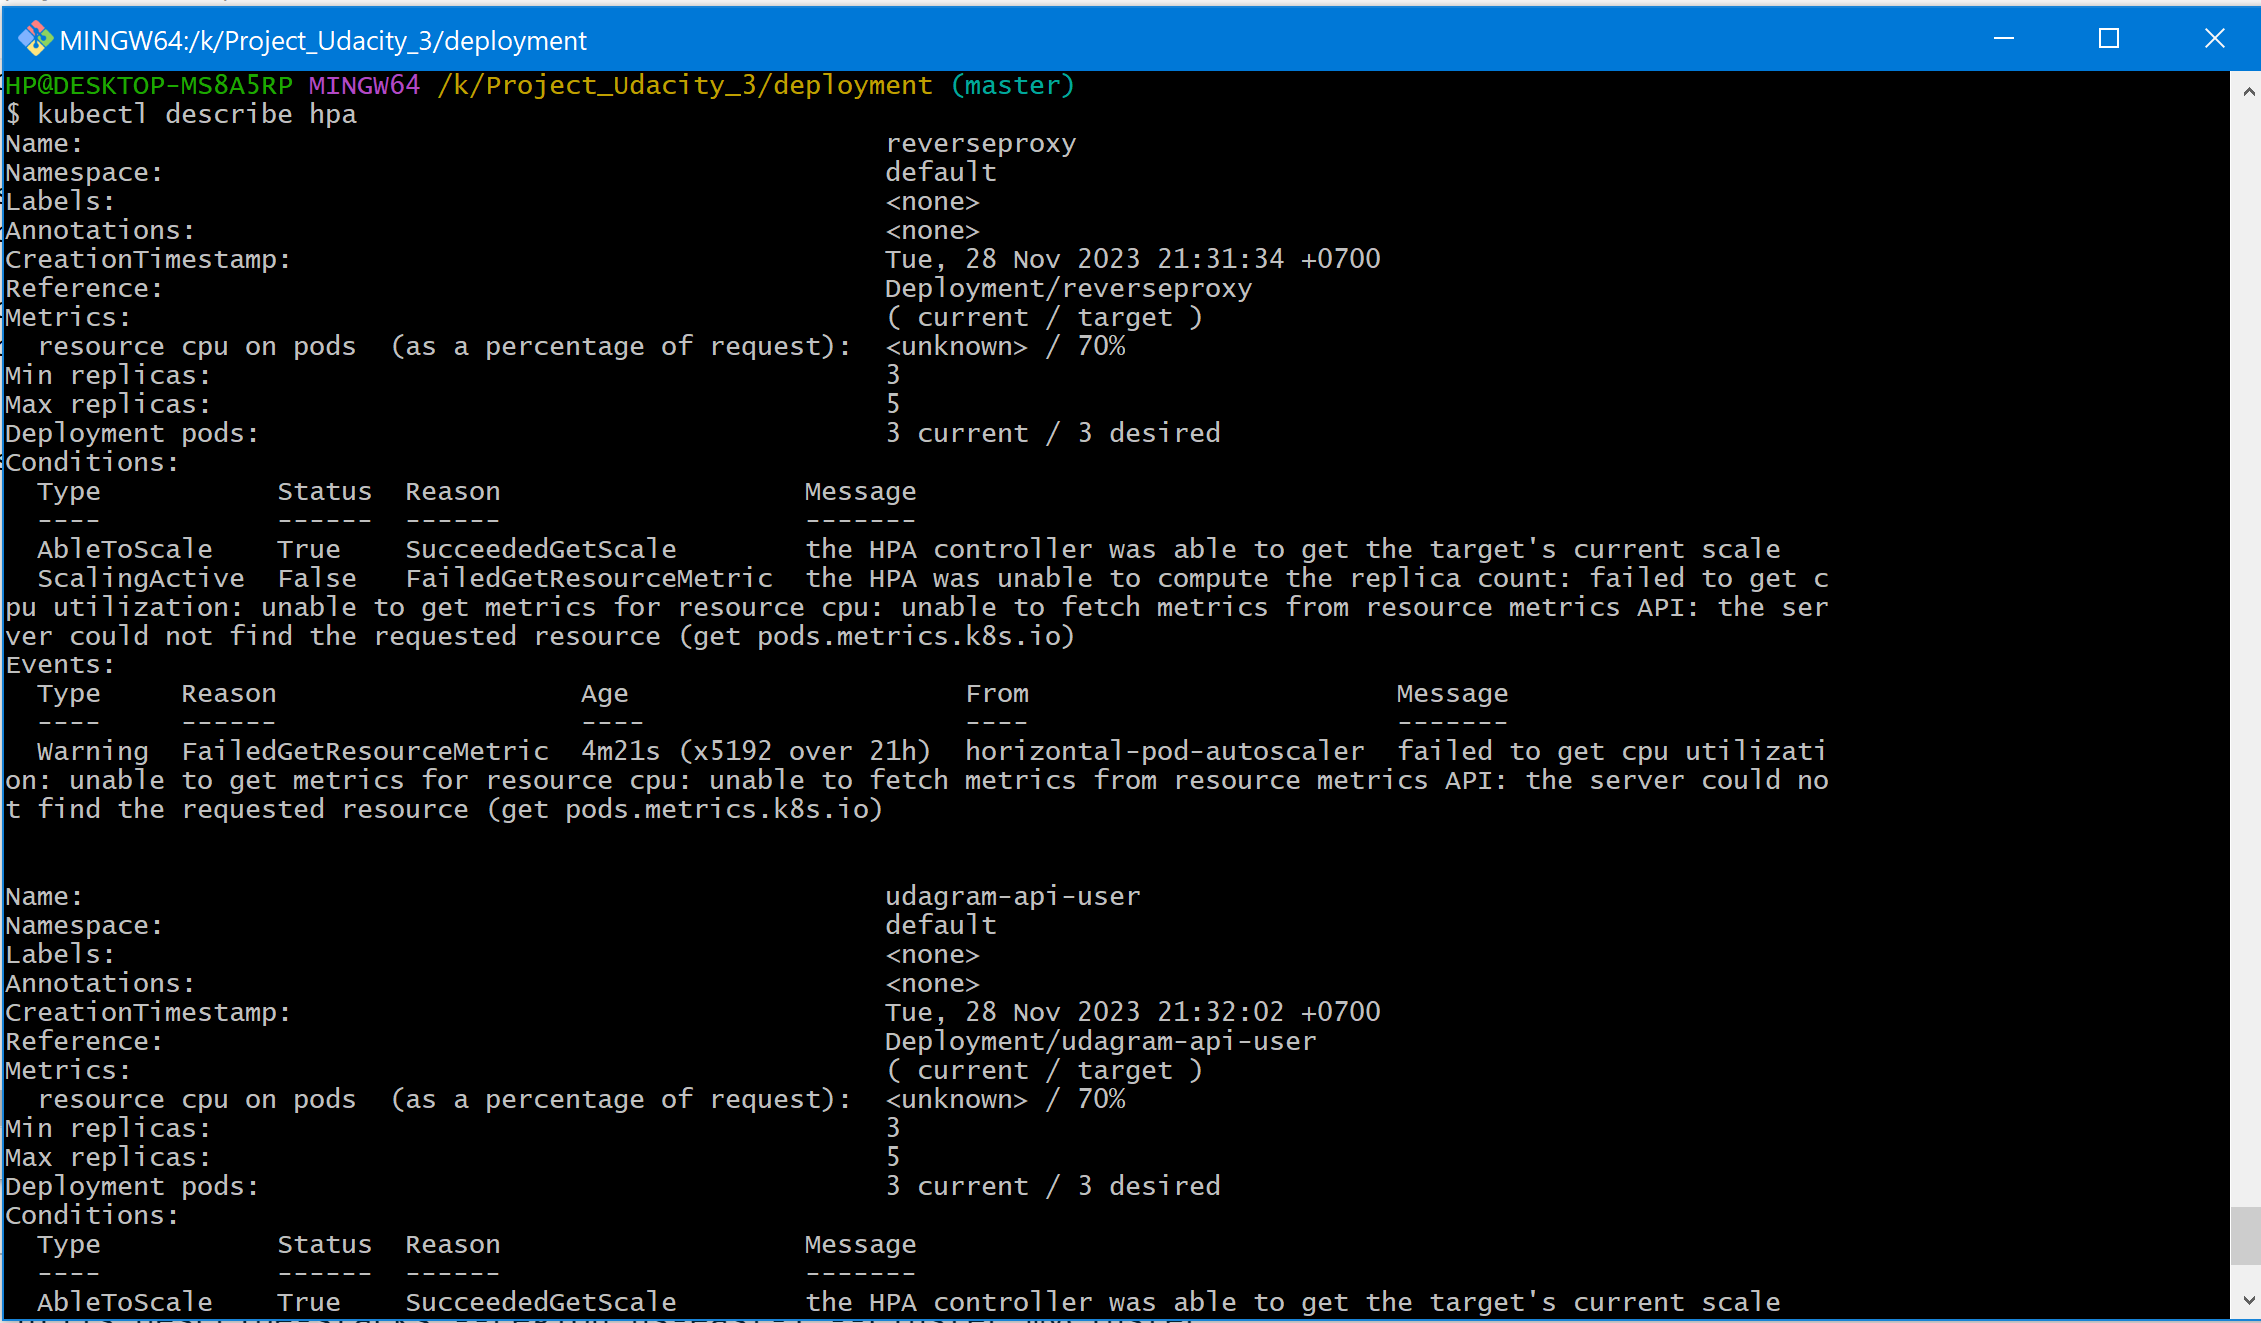 MINGW64:/k/Project_Udacity_3/deployment
HP@DESKTOP-MS8A5RP MINGW64 /k/Project_Udacity_3/deployment (master)
$ kubectl describe hpa
Name: reverseproxy
Namespace: default
Labels: <none>
Annotations: <none>
CreationTimestamp: Tue, 28 Nov 2023 21:31:34 +0700
Reference: Deployment/reverseproxy
Metrics: ( current / target )
resource cpu on pods (as a percentage of request): <unknown> / 70%
Min replicas: 3
Max replicas: 5
Deployment pods: 3 current / 3 desired
Conditions:
Type Status Reason Message
---- ------ ------ -------
AbleToScale True SucceededGetScale the HPA controller was able to get the target's current scale
ScalingActive False FailedGetResourceMetric the HPA was unable to compute the replica count: failed to get c
pu utilization: unable to get metrics for resource cpu: unable to fetch metrics from resource metrics API: the ser
ver could not find the requested resource (get pods.metrics.k8s.io)
Events:
Type Reason Age From Message
---- ------ ---- ---- -------
Warning FailedGetResourceMetric 4m21s (x5192 over 21h) horizontal-pod-autoscaler failed to get cpu utilizati
on: unable to get metrics for resource cpu: unable to fetch metrics from resource metrics API: the server could no
t find the requested resource (get pods.metrics.k8s.io)
Name: udagram-api-user
Namespace: default
Labels: <none>
Annotations: <none>
CreationTimestamp: Tue, 28 Nov 2023 21:32:02 +0700
Reference: Deployment/udagram-api-user
Metrics: ( current / target )
resource cpu on pods (as a percentage of request): <unknown> / 70%
Min replicas: 3
Max replicas: 5
Deployment pods: 3 current / 3 desired
Conditions:
Type Status Reason Message
---- ------ ------ -------
AbleToScale True SucceededGetScale the HPA controller was able to get the target's current scale